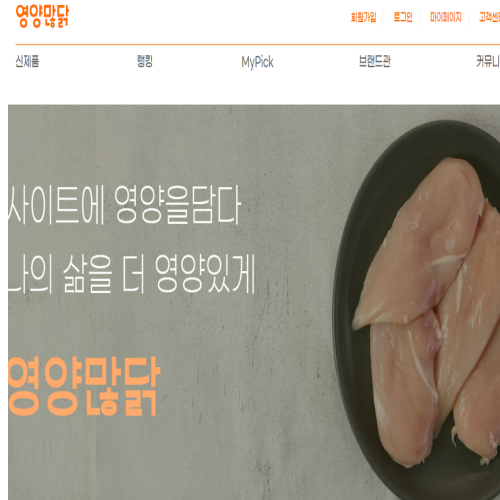 영양많닭
회원가입 로그인 마이페이지 고객센
신제품 랭킹 MyPick 브랜드관 커뮤니
사이트에 영양을담다
나의 삶을 더 영양있게
영양많닭